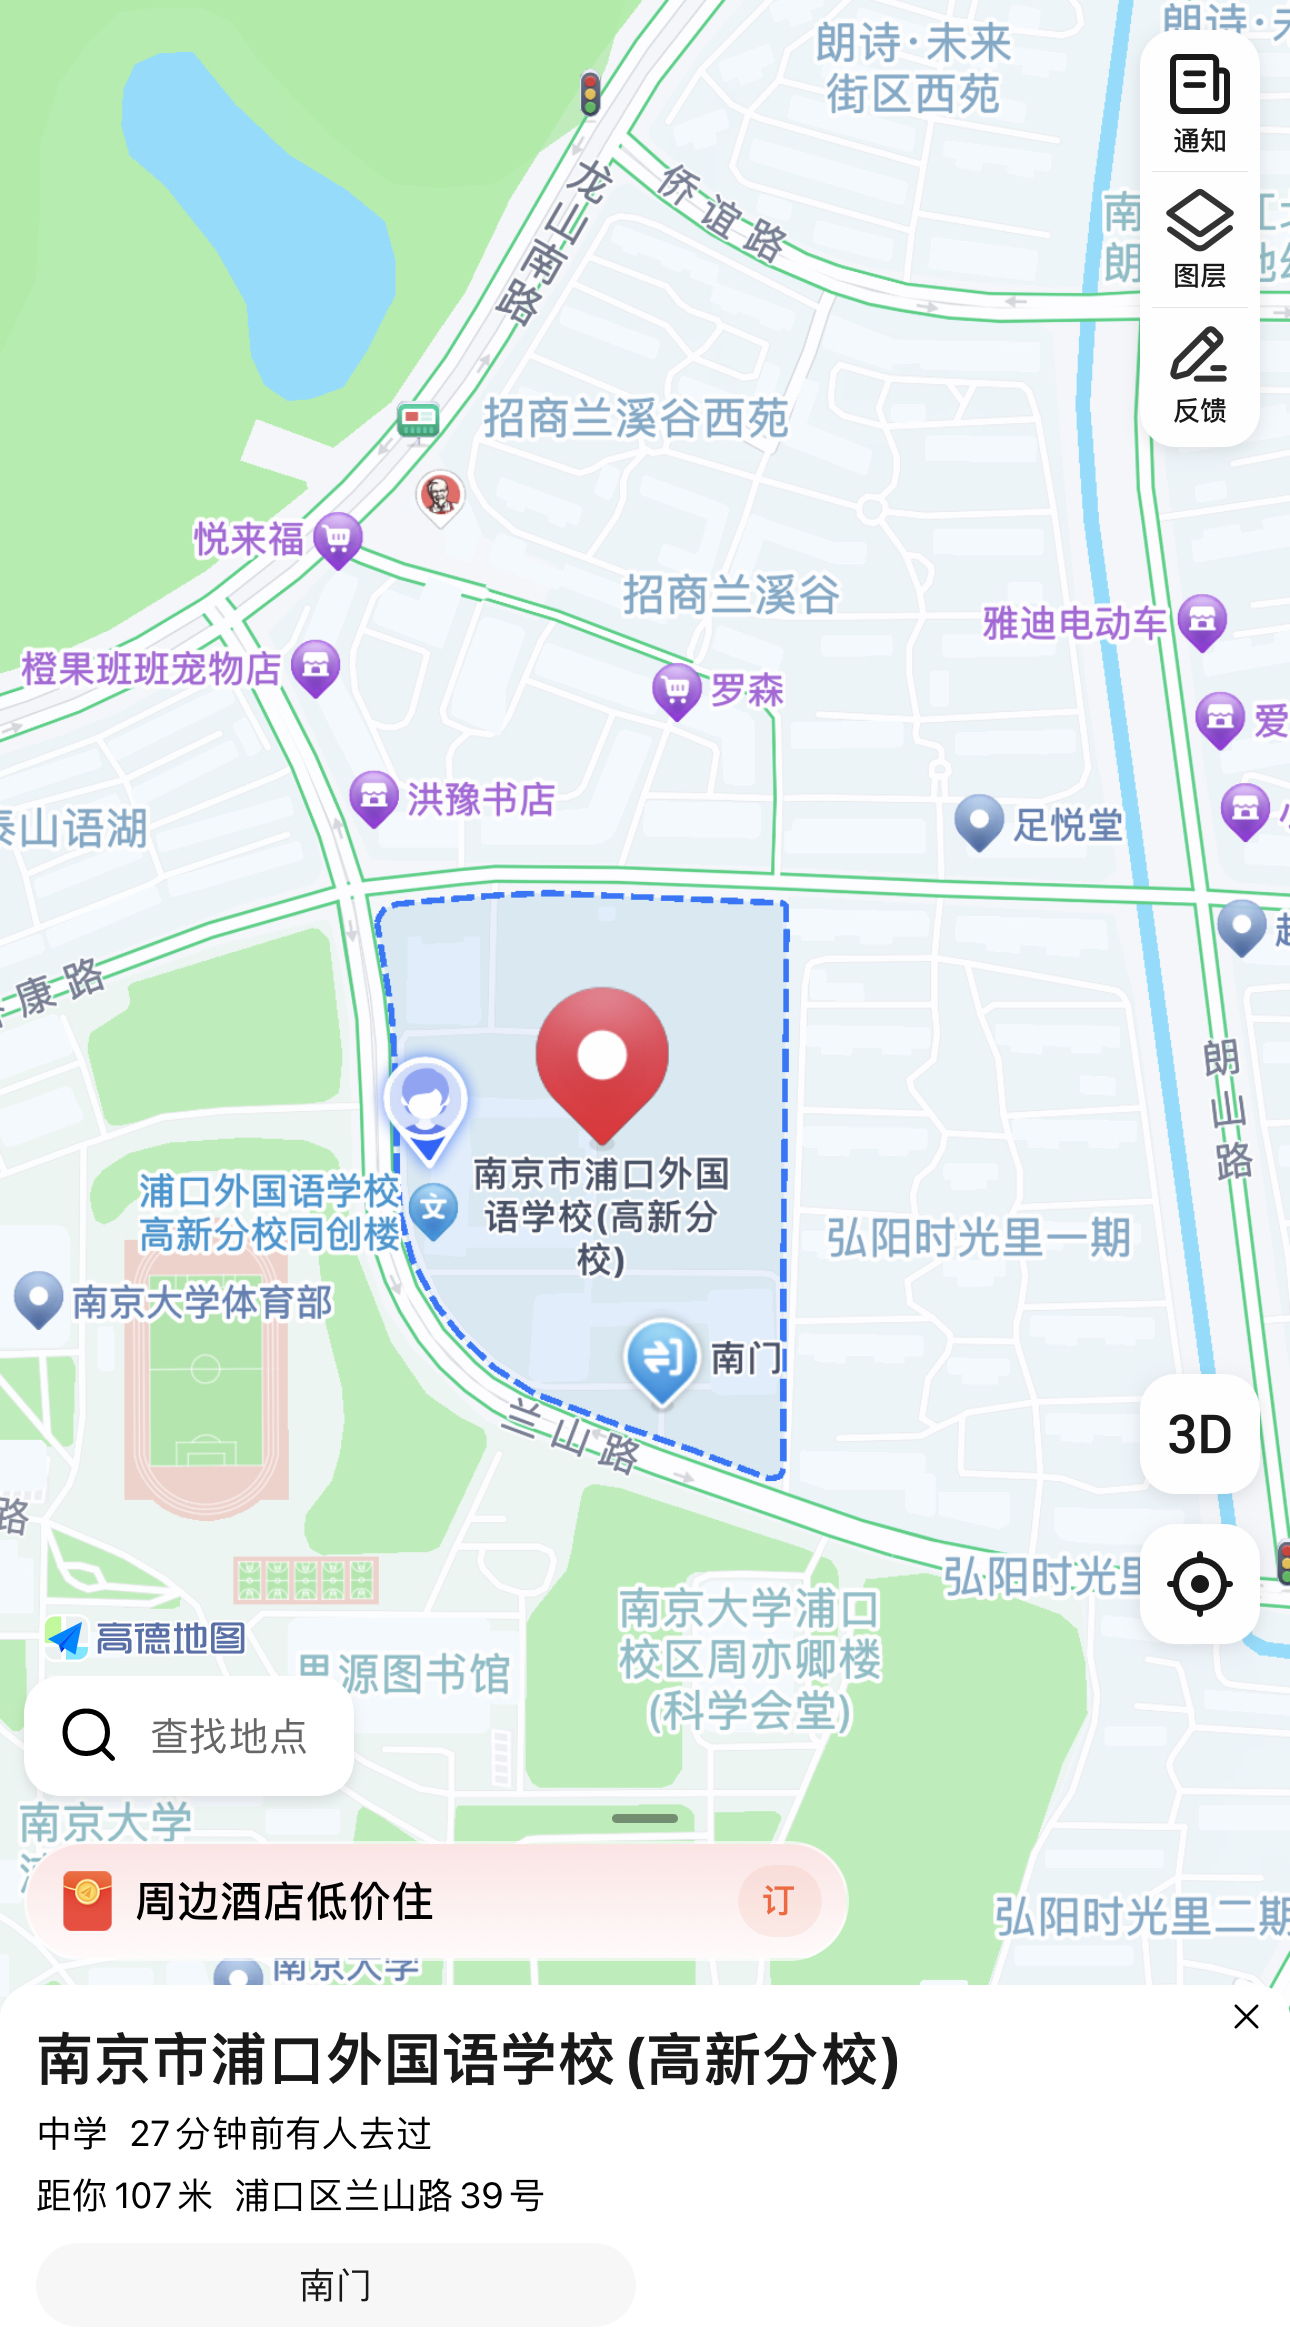 朗诗·未来
街区西苑
通知
图层
反馈
侨谊路
龙山南路
招商兰溪谷西苑
悦来福
招商兰溪谷
雅迪电动车
橙果班班宠物店
罗森
爱
洪豫书店
泰山语湖
足悦堂
康路
朗山路
南京市浦口外国
语学校(高新分
校)
浦口外国语学校
高新分校同创楼
文
弘阳时光里一期
南京大学体育部
南门
兰山路
3D
路
弘阳时光里
南京大学浦口
校区周亦卿楼
(科学会堂)
高德地图
思源图书馆
查找地点
南京大学
周边酒店低价住
订
弘阳时光里二期
南京大学
南京市浦口外国语学校(高新分校)
中学 27分钟前有人去过
距你107米 浦口区兰山路39号
南门